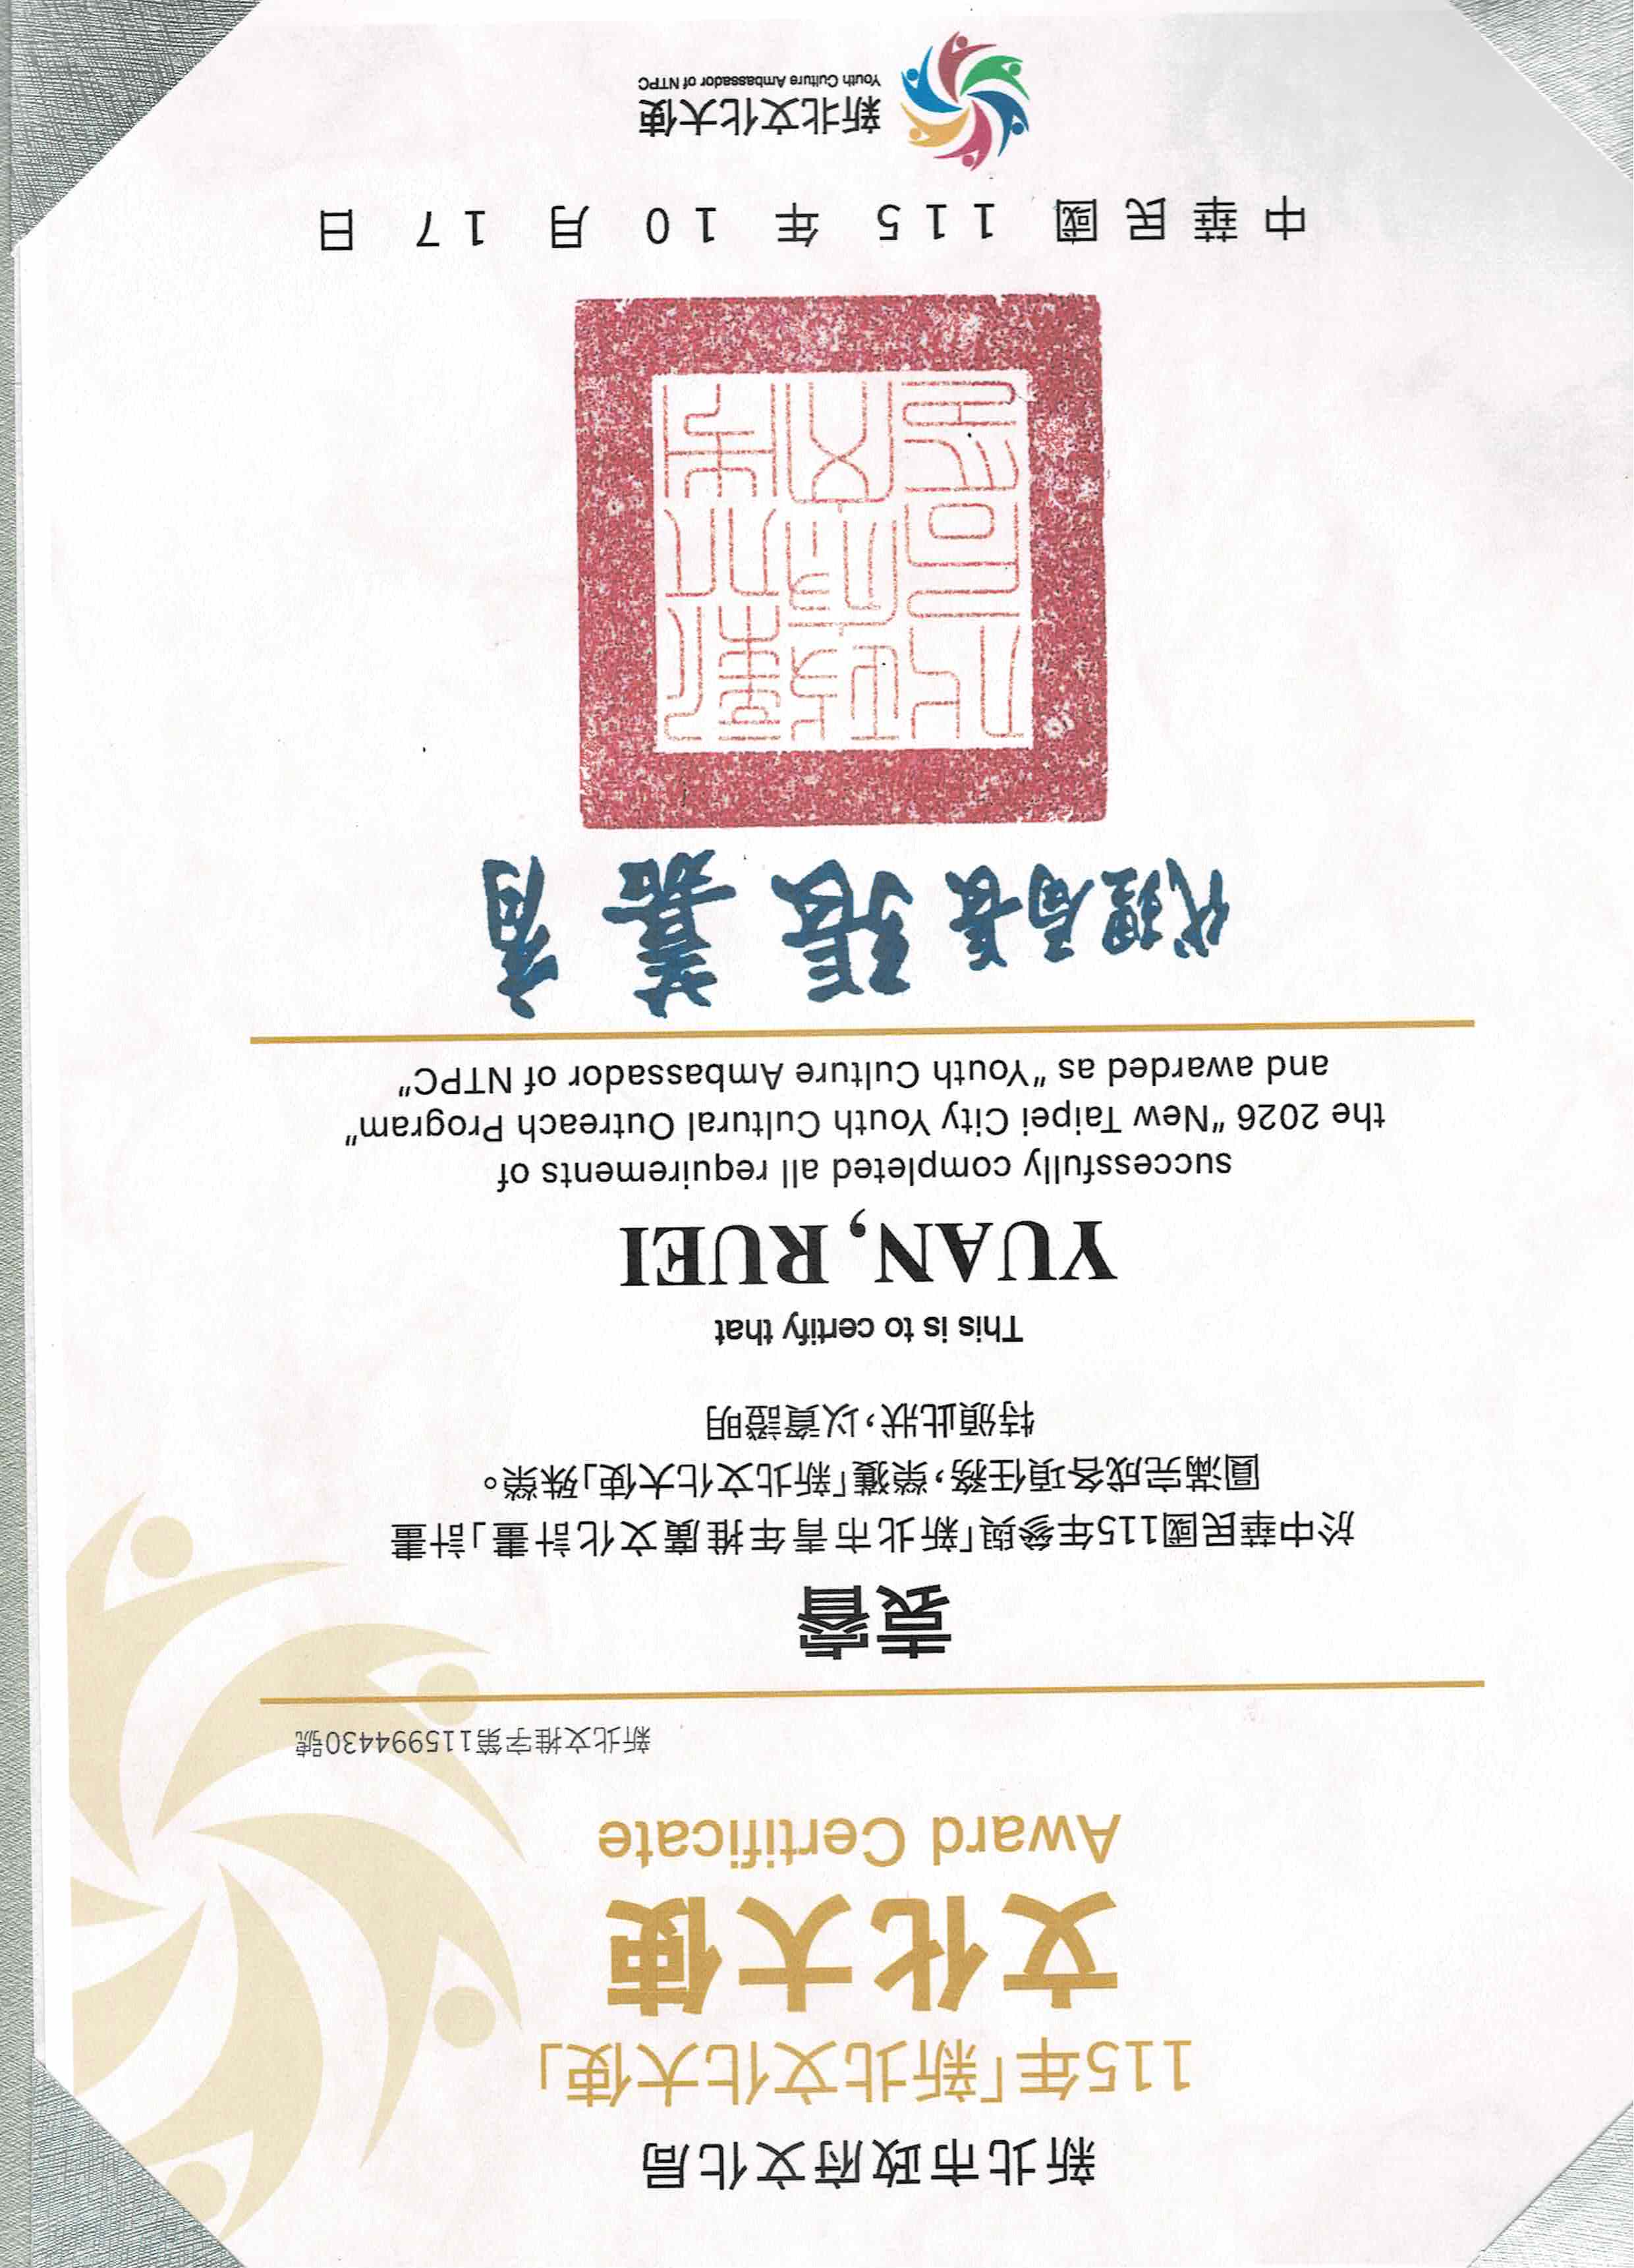 新北市政府文化局
115年「新北文化大使」
文化大使
Award Certificate
新北文推字第115994430號
袁睿
於中華民國115年參與「新北市青年推廣文化計畫」計畫
圓滿完成各項任務，榮獲「新北文化大使」殊榮。
特頒此狀，以資證明
This is to certify that
YUAN, RUEI
successfully completed all requirements of
the 2026 “New Taipei City Youth Cultural Outreach Program”
and awarded as “Youth Culture Ambassador of NTPC”
代理局長 張嘉育
新北市
政府文
化局印
中華民國 115 年 10 月 17 日
新北文化大使
Youth Culture Ambassador of NTPC